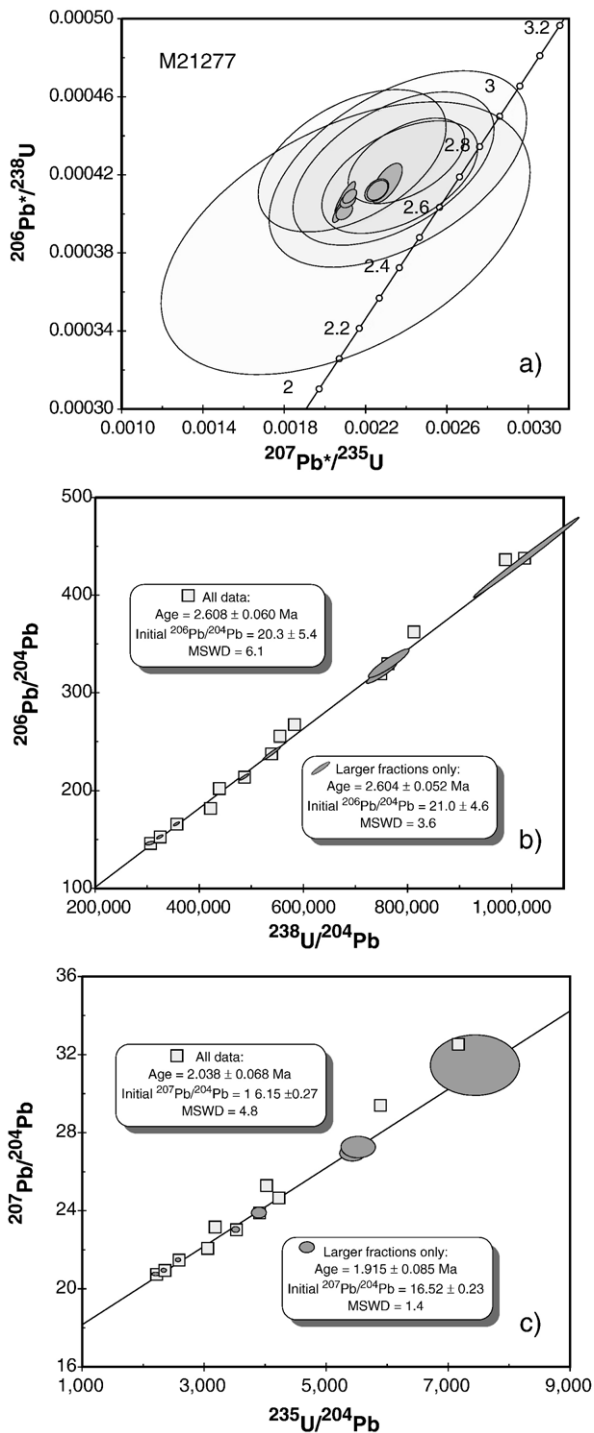 0.00050
0.00046
0.00042
0.00038
0.00034
0.00030
206Pb*/238U
M21277
3.2
3
2.8
2.6
2.4
2.2
2
a)
0.0010
0.0014
0.0018
0.0022
0.0026
0.0030
207Pb*/235U
500
400
300
200
100
206Pb/204Pb
All data:
Age = 2.608 ± 0.060 Ma
Initial 206Pb/204Pb = 20.3 ± 5.4
MSWD = 6.1
Larger fractions only:
Age = 2.604 ± 0.052 Ma
Initial 206Pb/204Pb = 21.0 ± 4.6
MSWD = 3.6
b)
200,000
400,000
600,000
800,000
1,000,000
238U/204Pb
36
32
28
24
20
16
207Pb/204Pb
All data:
Age = 2.038 ± 0.068 Ma
Initial 207Pb/204Pb = 1 6.15 ±0.27
MSWD = 4.8
Larger fractions only:
Age = 1.915 ± 0.085 Ma
Initial 207Pb/204Pb = 16.52 ± 0.23
MSWD = 1.4
c)
1,000
3,000
5,000
7,000
9,000
235U/204Pb